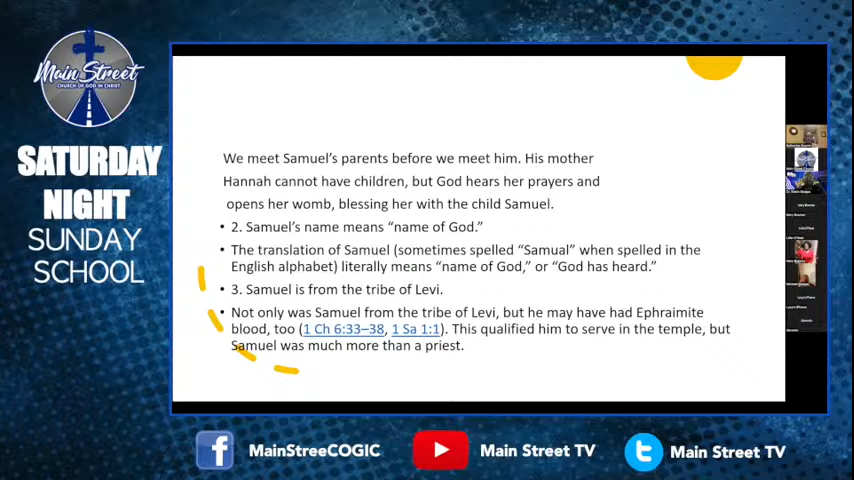 Main Street
CHURCH OF GOD IN CHRIST
SATURDAY
NIGHT
SUNDAY
SCHOOL
We meet Samuel's parents before we meet him. His mother
Hannah cannot have children, but God hears her prayers and
opens her womb, blessing her with the child Samuel.
• 2. Samuel's name means “name of God.”
• The translation of Samuel (sometimes spelled “Samual” when spelled in the
English alphabet) literally means “name of God,” or “God has heard.”
• 3. Samuel is from the tribe of Levi.
• Not only was Samuel from the tribe of Levi, but he may have had Ephraimite
blood, too (1 Ch 6:33–38, 1 Sa 1:1). This qualified him to serve in the temple, but
Samuel was much more than a priest.
MainStreeCOGIC
Main Street TV
Main Street TV